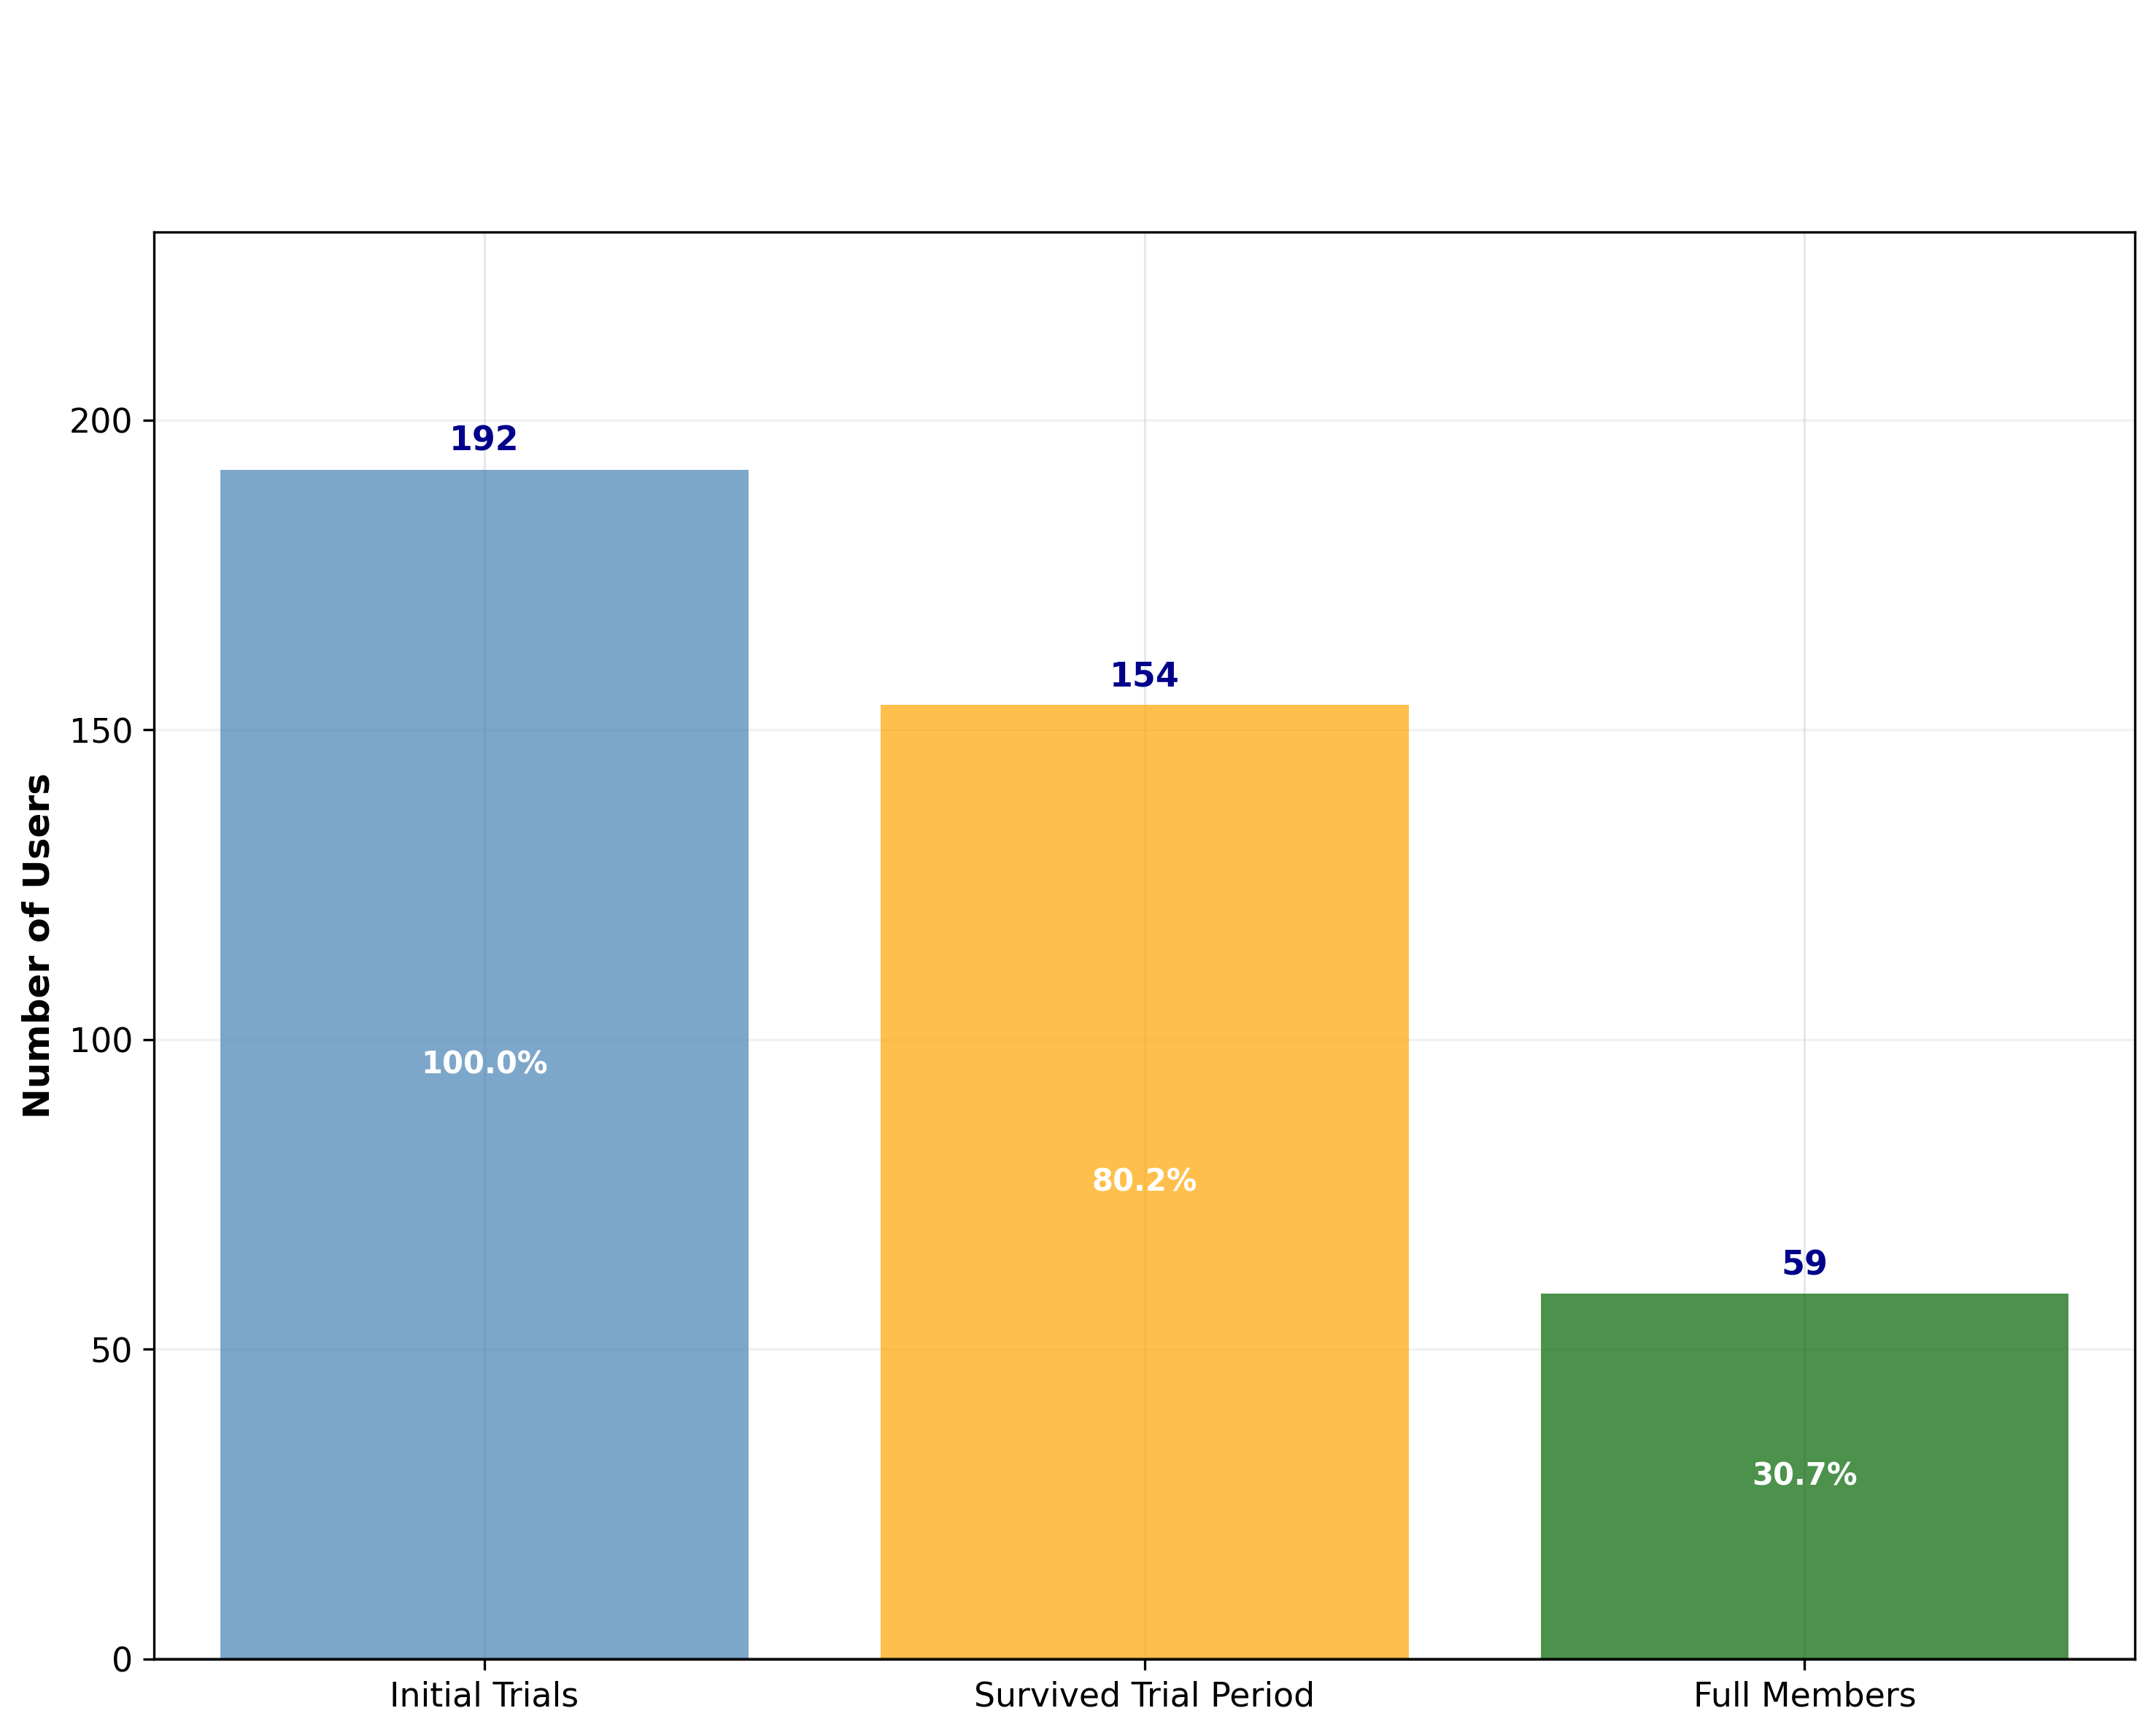 Number of Users
200
150
100
50
0
192
154
59
100.0%
80.2%
30.7%
Initial Trials
Survived Trial Period
Full Members